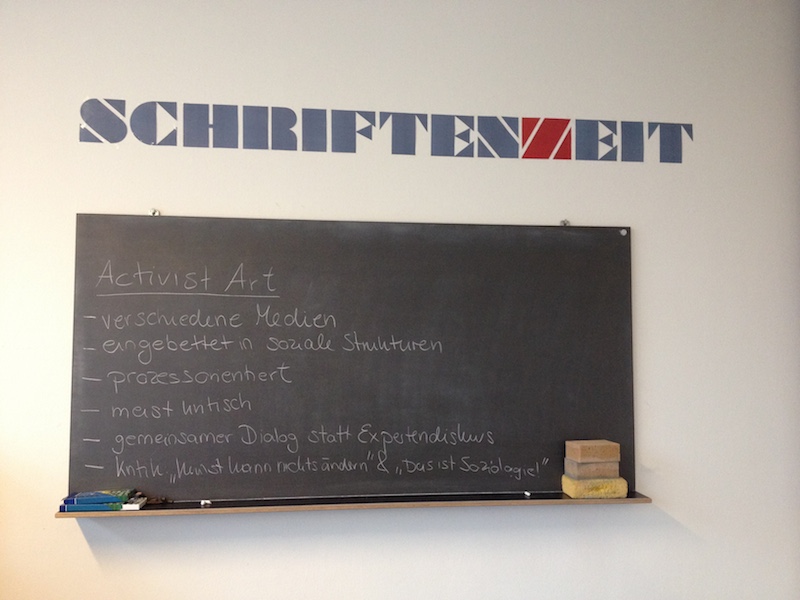 SCHRIFTENZEIT
Activist Art
– verschiedene Medien
– eingebettet in soziale Strukturen
– prozessorientiert
– meist kritisch
– gemeinsamer Dialog statt Expertendiskurs
– Kritik „Kunst kann nichts ändern" & „Das ist Soziologie!"